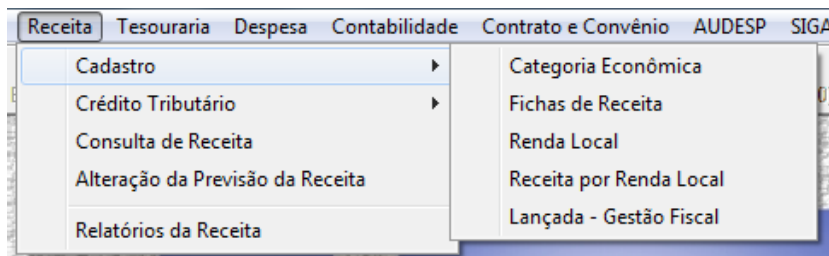 Receita Tesouraria Despesa Contabilidade Contrato e Convênio AUDESP SIGA
Cadastro
Crédito Tributário
Consulta de Receita
Alteração da Previsão da Receita
Relatórios da Receita
Categoria Econômica
Fichas de Receita
Renda Local
Receita por Renda Local
Lançada - Gestão Fiscal